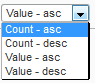 Value - asc
Count - asc
Count - desc
Value - asc
Value - desc